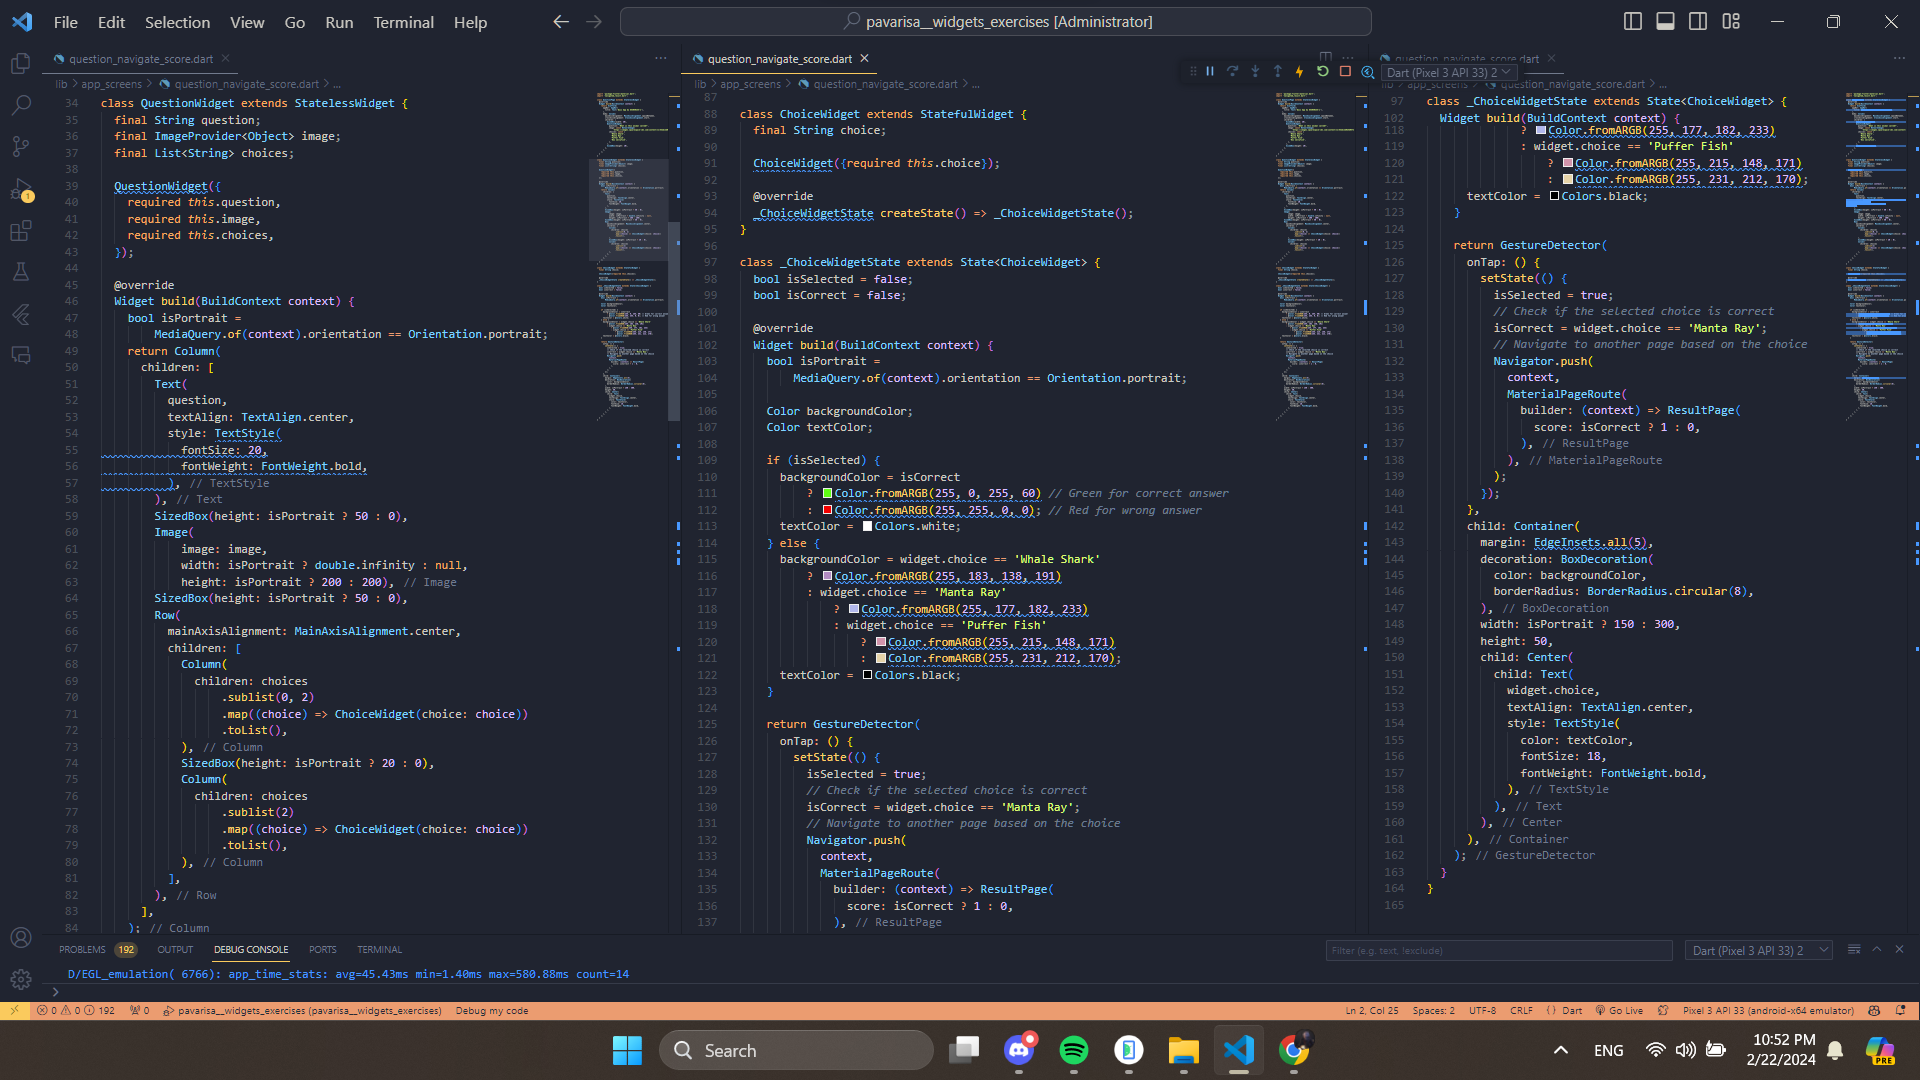 File Edit Selection View Go Run Terminal Help
pavarisa__widgets_exercises [Administrator]
question_navigate_score.dart
lib > app_screens > question_navigate_score.dart > ...
34 class QuestionWidget extends StatelessWidget {
35 final String question;
36 final ImageProvider<Object> image;
37 final List<String> choices;
38
39 QuestionWidget({
40 required this.question,
41 required this.image,
42 required this.choices,
43 });
44
45 @override
46 Widget build(BuildContext context) {
47 bool isPortrait =
48 MediaQuery.of(context).orientation == Orientation.portrait;
49 return Column(
50 children: [
51 Text(
52 question,
53 textAlign: TextAlign.center,
54 style: TextStyle(
55 fontSize: 20,
56 fontWeight: FontWeight.bold,
57 ), // TextStyle
58 ), // Text
59 SizedBox(height: isPortrait ? 50 : 0),
60 Image(
61 image: image,
62 width: isPortrait ? double.infinity : null,
63 height: isPortrait ? 200 : 200), // Image
64 SizedBox(height: isPortrait ? 50 : 0),
65 Row(
66 mainAxisAlignment: MainAxisAlignment.center,
67 children: [
68 Column(
69 children: choices
70 .sublist(0, 2)
71 .map((choice) => ChoiceWidget(choice: choice))
72 .toList(),
73 ), // Column
74 SizedBox(height: isPortrait ? 20 : 0),
75 Column(
76 children: choices
77 .sublist(2)
78 .map((choice) => ChoiceWidget(choice: choice))
79 .toList(),
80 ), // Column
81 ],
82 ), // Row
83 ],
84 ); // Column
question_navigate_score.dart
lib > app_screens > question_navigate_score.dart > ...
87
88 class ChoiceWidget extends StatefulWidget {
89 final String choice;
90
91 ChoiceWidget({required this.choice});
92
93 @override
94 _ChoiceWidgetState createState() => _ChoiceWidgetState();
95 }
96
97 class _ChoiceWidgetState extends State<ChoiceWidget> {
98 bool isSelected = false;
99 bool isCorrect = false;
100
101 @override
102 Widget build(BuildContext context) {
103 bool isPortrait =
104 MediaQuery.of(context).orientation == Orientation.portrait;
105
106 Color backgroundColor;
107 Color textColor;
108
109 if (isSelected) {
110 backgroundColor = isCorrect
111 ? Color.fromARGB(255, 0, 255, 60) // Green for correct answer
112 : Color.fromARGB(255, 255, 0, 0); // Red for wrong answer
113 textColor = Colors.white;
114 } else {
115 backgroundColor = widget.choice == 'Whale Shark'
116 ? Color.fromARGB(255, 183, 138, 191)
117 : widget.choice == 'Manta Ray'
118 ? Color.fromARGB(255, 177, 182, 233)
119 : widget.choice == 'Puffer Fish'
120 ? Color.fromARGB(255, 215, 148, 171)
121 : Color.fromARGB(255, 231, 212, 170);
122 textColor = Colors.black;
123 }
124
125 return GestureDetector(
126 onTap: () {
127 setState(() {
128 isSelected = true;
129 // Check if the selected choice is correct
130 isCorrect = widget.choice == 'Manta Ray';
131 // Navigate to another page based on the choice
132 Navigator.push(
133 context,
134 MaterialPageRoute(
135 builder: (context) => ResultPage(
136 score: isCorrect ? 1 : 0,
137 ), // ResultPage
question_navigate_score.dart
Dart (Pixel 3 API 33) 2
lib > app_screens > question_navigate_score.dart > ...
97 class _ChoiceWidgetState extends State<ChoiceWidget> {
102 Widget build(BuildContext context) {
118 ? Color.fromARGB(255, 177, 182, 233)
119 : widget.choice == 'Puffer Fish'
120 ? Color.fromARGB(255, 215, 148, 171)
121 : Color.fromARGB(255, 231, 212, 170);
122 textColor = Colors.black;
123 }
124
125 return GestureDetector(
126 onTap: () {
127 setState(() {
128 isSelected = true;
129 // Check if the selected choice is correct
130 isCorrect = widget.choice == 'Manta Ray';
131 // Navigate to another page based on the choice
132 Navigator.push(
133 context,
134 MaterialPageRoute(
135 builder: (context) => ResultPage(
136 score: isCorrect ? 1 : 0,
137 ), // ResultPage
138 ), // MaterialPageRoute
139 );
140 });
141 },
142 child: Container(
143 margin: EdgeInsets.all(5),
144 decoration: BoxDecoration(
145 color: backgroundColor,
146 borderRadius: BorderRadius.circular(8),
147 ), // BoxDecoration
148 width: isPortrait ? 150 : 300,
149 height: 50,
150 child: Center(
151 child: Text(
152 widget.choice,
153 textAlign: TextAlign.center,
154 style: TextStyle(
155 color: textColor,
156 fontSize: 18,
157 fontWeight: FontWeight.bold,
158 ), // TextStyle
159 ), // Text
160 ), // Center
161 ), // Container
162 ); // GestureDetector
163 }
164 }
165
PROBLEMS 192 OUTPUT DEBUG CONSOLE PORTS TERMINAL
Filter (e.g. text, !exclude)
Dart (Pixel 3 API 33) 2
D/EGL_emulation( 6766): app_time_stats: avg=45.43ms min=1.40ms max=580.88ms count=14
>
0 0 192 0 pavarisa__widgets_exercises (pavarisa__widgets_exercises) Debug my code
Ln 2, Col 25 Spaces: 2 UTF-8 CRLF {} Dart Go Live Pixel 3 API 33 (android-x64 emulator)
Search
ENG
10:52 PM
2/22/2024
PRE